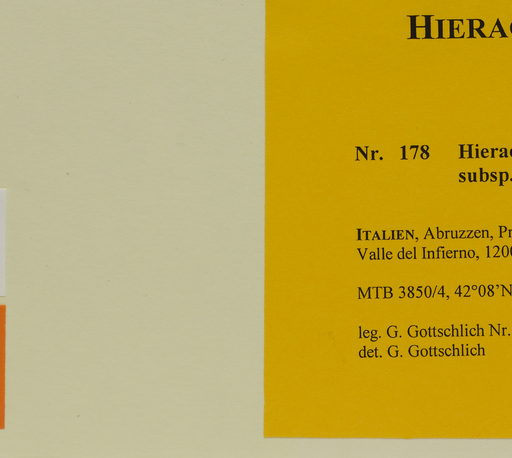 HIERA
Nr. 178 Hierac
subsp.
ITALIEN, Abruzzen, Pr
Valle del Infierno, 1200
MTB 3850/4, 42°08’N
leg. G. Gottschlich Nr.
det. G. Gottschlich